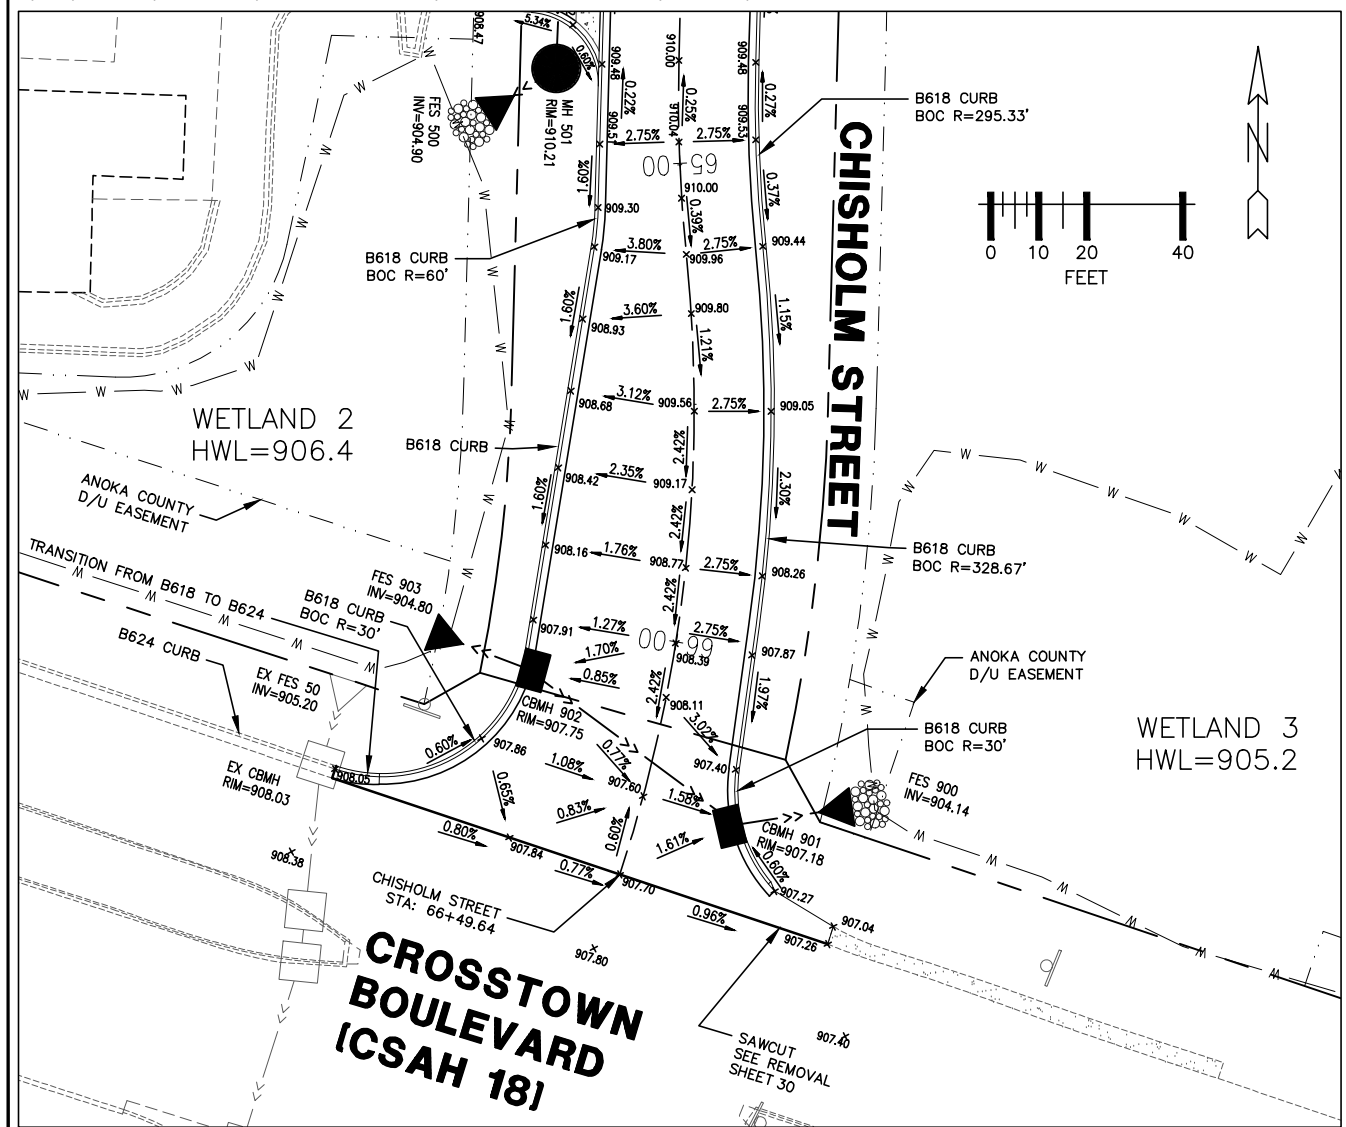 908.47
5.34%
0.60%
909.48
0.22%
910.00
0.25%
910.04
909.48
0.27%
909.53
B618 CURB
BOC R=295.33'
CHISHOLM STREET
N
0
10
20
40
FEET
FES 500
INV=904.90
MH 501
RIM=910.21
2.75%
2.75%
65+00
1.60%
909.30
910.00
0.39%
0.37%
B618 CURB
BOC R=60'
3.80%
909.17
2.75%
909.96
909.44
1.60%
3.60%
908.93
909.80
1.21%
1.15%
WETLAND 2
HWL=906.4
3.12%
908.68
909.56
2.75%
909.05
B618 CURB
2.42%
2.35%
908.42
909.17
2.30%
1.60%
ANOKA COUNTY
D/U EASEMENT
2.42%
908.16
1.76%
908.77
2.75%
908.26
B618 CURB
BOC R=328.67'
TRANSITION FROM B618 TO B624
B618 CURB
BOC R=30'
FES 903
INV=904.80
2.42%
907.91
1.27%
2.75%
66+00
908.39
907.87
1.70%
0.85%
B624 CURB
EX FES 50
INV=905.20
2.42%
908.11
1.97%
ANOKA COUNTY
D/U EASEMENT
CBMH 902
RIM=907.75
3.02%
B618 CURB
BOC R=30'
WETLAND 3
HWL=905.2
0.60%
907.86
1.08%
0.77%
907.40
EX CBMH
RIM=908.03
908.05
0.65%
907.60
1.58%
FES 900
INV=904.14
0.83%
0.60%
0.80%
907.84
1.61%
CBMH 901
RIM=907.18
0.60%
908.38
0.77%
907.70
907.27
CHISHOLM STREET
STA: 66+49.64
0.96%
907.04
907.26
907.80
CROSSTOWN
BOULEVARD
(CSAH 18)
907.40
SAWCUT
SEE REMOVAL
SHEET 30